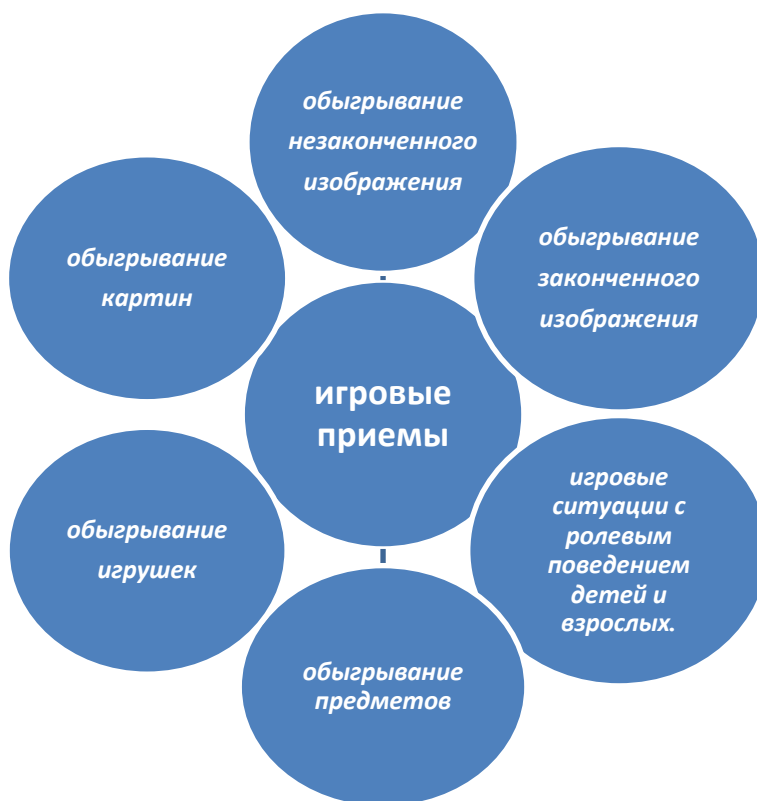 обыгрывание
незаконченного
изображения
обыгрывание
законченного
изображения
обыгрывание
картин
игровые
приемы
игровые
ситуации с
ролевым
поведением
детей и
взрослых.
обыгрывание
игрушек
обыгрывание
предметов